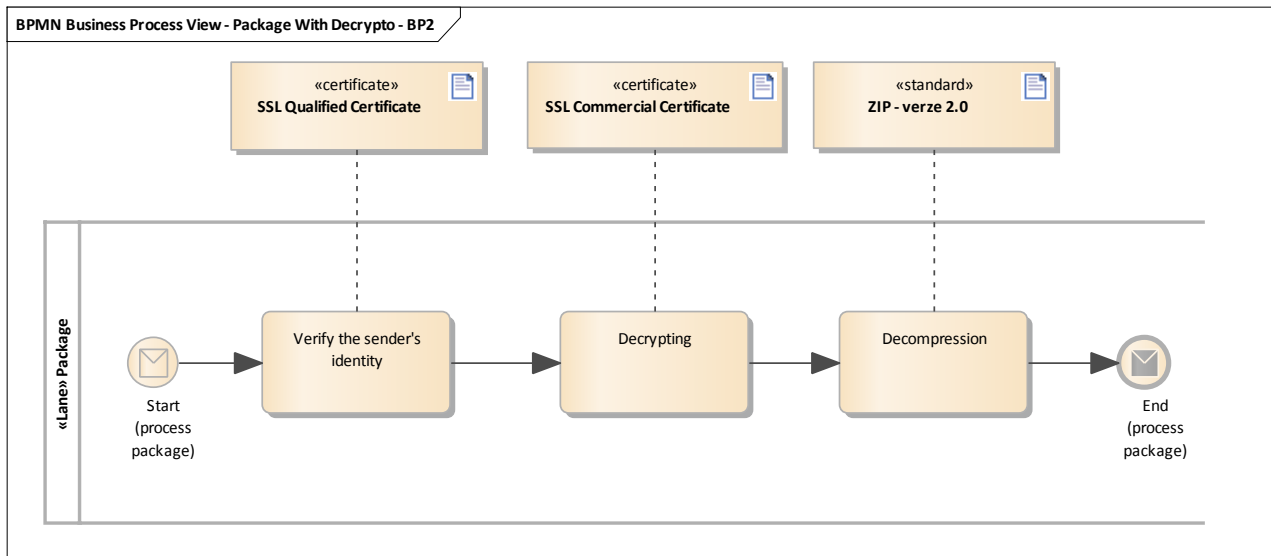 BPMN Business Process View - Package With Decrypto - BP2
«certificate»
SSL Qualified Certificate
«certificate»
SSL Commercial Certificate
«standard»
ZIP - verze 2.0
«Lane» Package
Start
(process
package)
Verify the sender's
identity
Decrypting
Decompression
End
(process
package)